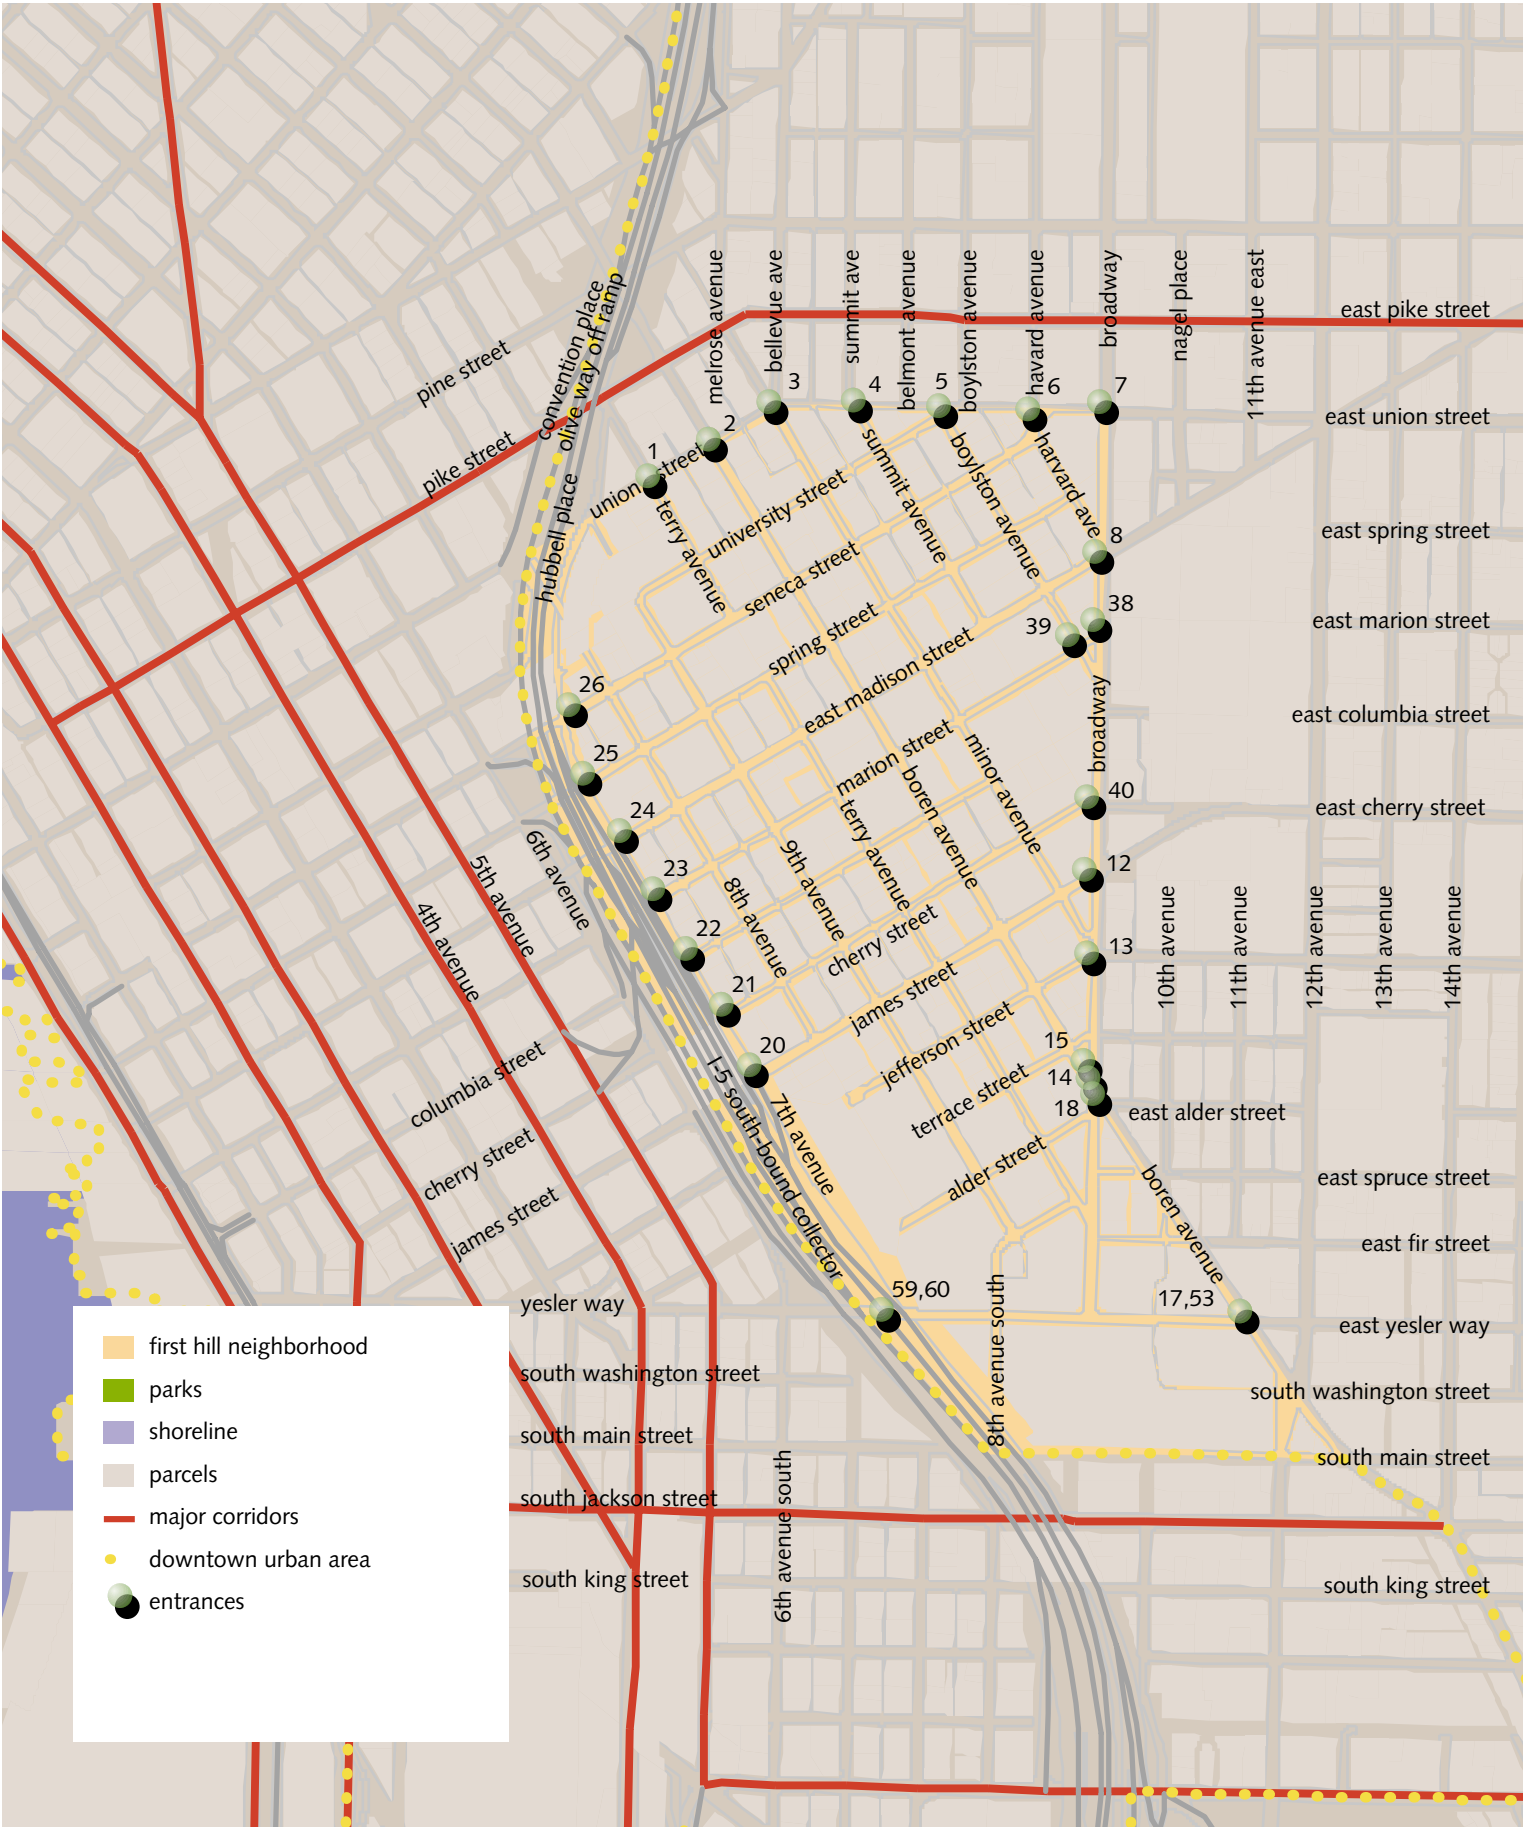 melrose avenue
bellevue ave
summit ave
belmont avenue
boylston avenue
havard avenue
broadway
nagel place
11th avenue east
east pike street
convention place
olive way off ramp
pine street
pike street
hubbell place
3
4
5
6
7
2
1
east union street
union street
university street
terry avenue
seneca street
spring street
summit avenue
boylston avenue
harvard ave
8
east spring street
38
39
east marion street
east madison street
26
25
24
23
22
21
20
broadway
east columbia street
marion street
minor avenue
boren avenue
terry avenue
9th avenue
8th avenue
40
east cherry street
12
13
6th avenue
5th avenue
4th avenue
10th avenue
11th avenue
12th avenue
13th avenue
14th avenue
cherry street
james street
jefferson street
terrace street
alder street
15
14
18
east alder street
columbia street
cherry street
james street
I-5 south-bound collector
7th avenue
boren avenue
east spruce street
east fir street
59,60
17,53
8th avenue south
yesler way
east yesler way
south washington street
south washington street
south main street
south main street
south jackson street
6th avenue south
south king street
south king street
first hill neighborhood
parks
shoreline
parcels
major corridors
downtown urban area
entrances